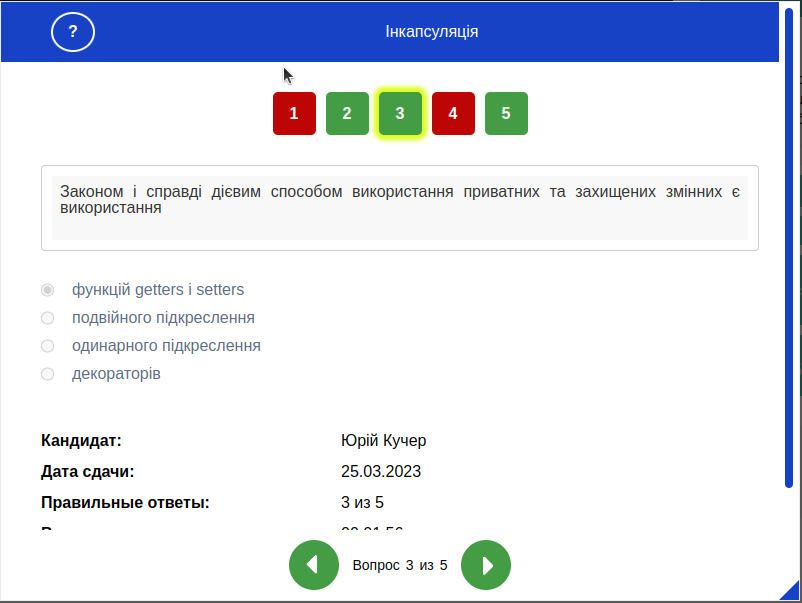 ?
Інкапсуляція
1 2 3 4 5
Законом і справді дієвим способом використання приватних та захищених змінних є
використання
функцій getters і setters
подвійного підкреслення
одинарного підкреслення
декораторів
Кандидат: Юрій Кучер
Дата сдачи: 25.03.2023
Правильные ответы: 3 из 5
Вопрос 3 из 5